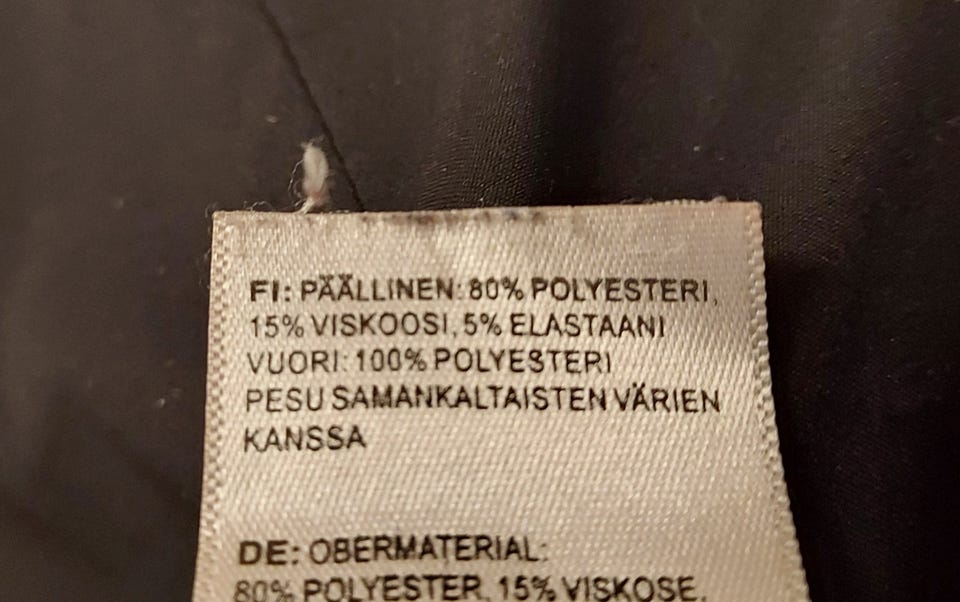 FI: PÄÄLLINEN: 80% POLYESTERI,
15% VISKOOSI, 5% ELASTAANI
VUORI: 100% POLYESTERI
PESU SAMANKALTAISTEN VÄRIEN
KANSSA
DE: OBERMATERIAL:
80% POLYESTER, 15% VISKOSE,